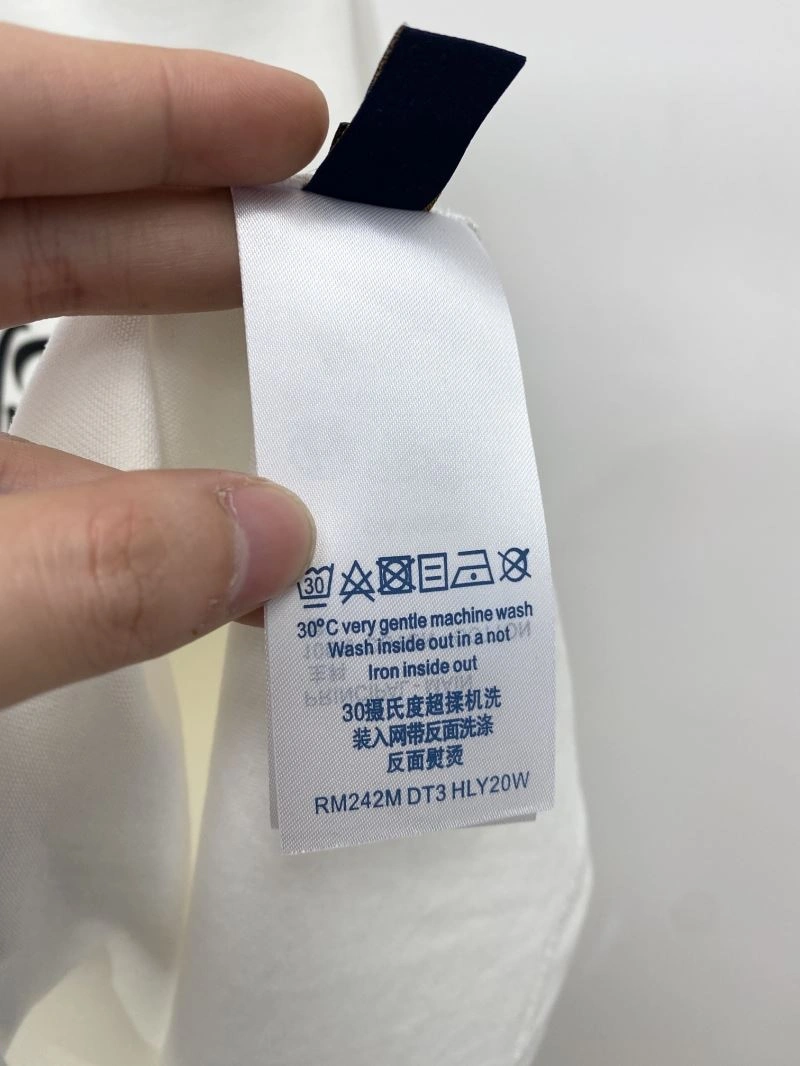 30
30°C very gentle machine wash
Wash inside out in a not
Iron inside out
30摄氏度超揉机洗
装入网带反面洗涤
反面熨烫
RM242M DT3 HLY20W